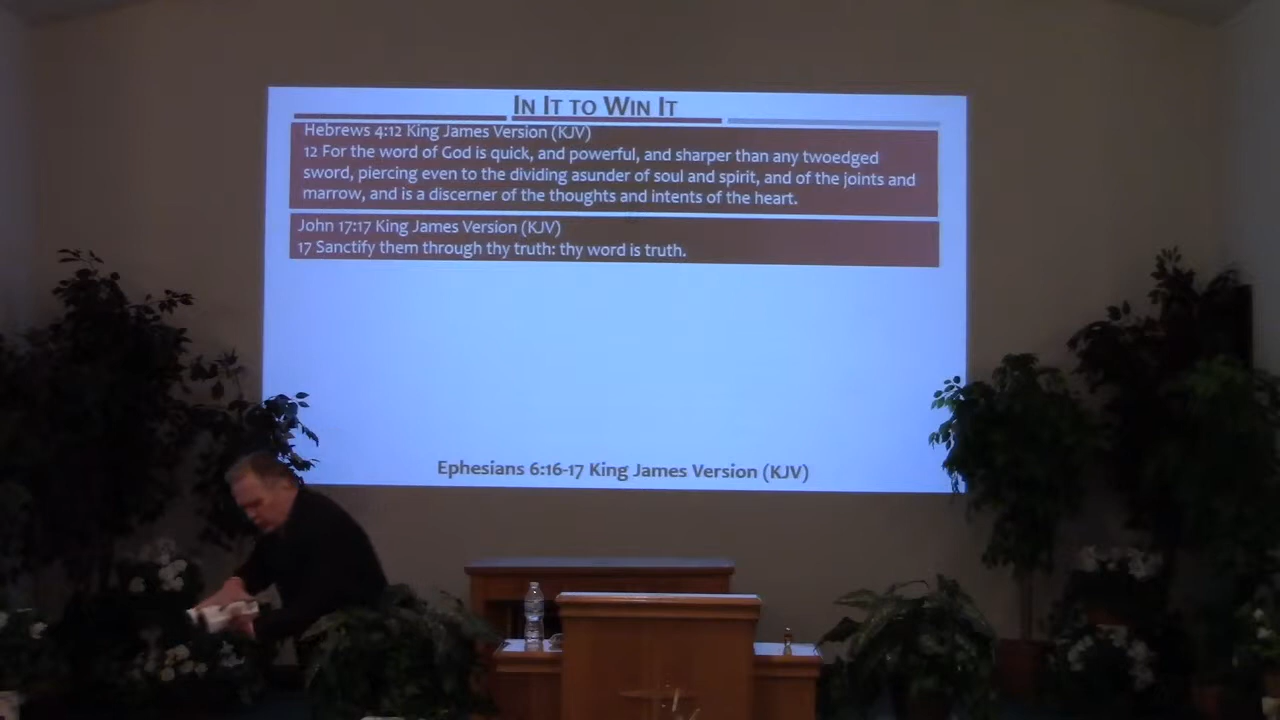 In It to Win It
Hebrews 4:12 King James Version (KJV)
12 For the word of God is quick, and powerful, and sharper than any twoedged
sword, piercing even to the dividing asunder of soul and spirit, and of the joints and
marrow, and is a discerner of the thoughts and intents of the heart.
John 17:17 King James Version (KJV)
17 Sanctify them through thy truth: thy word is truth.
Ephesians 6:16-17 King James Version (KJV)